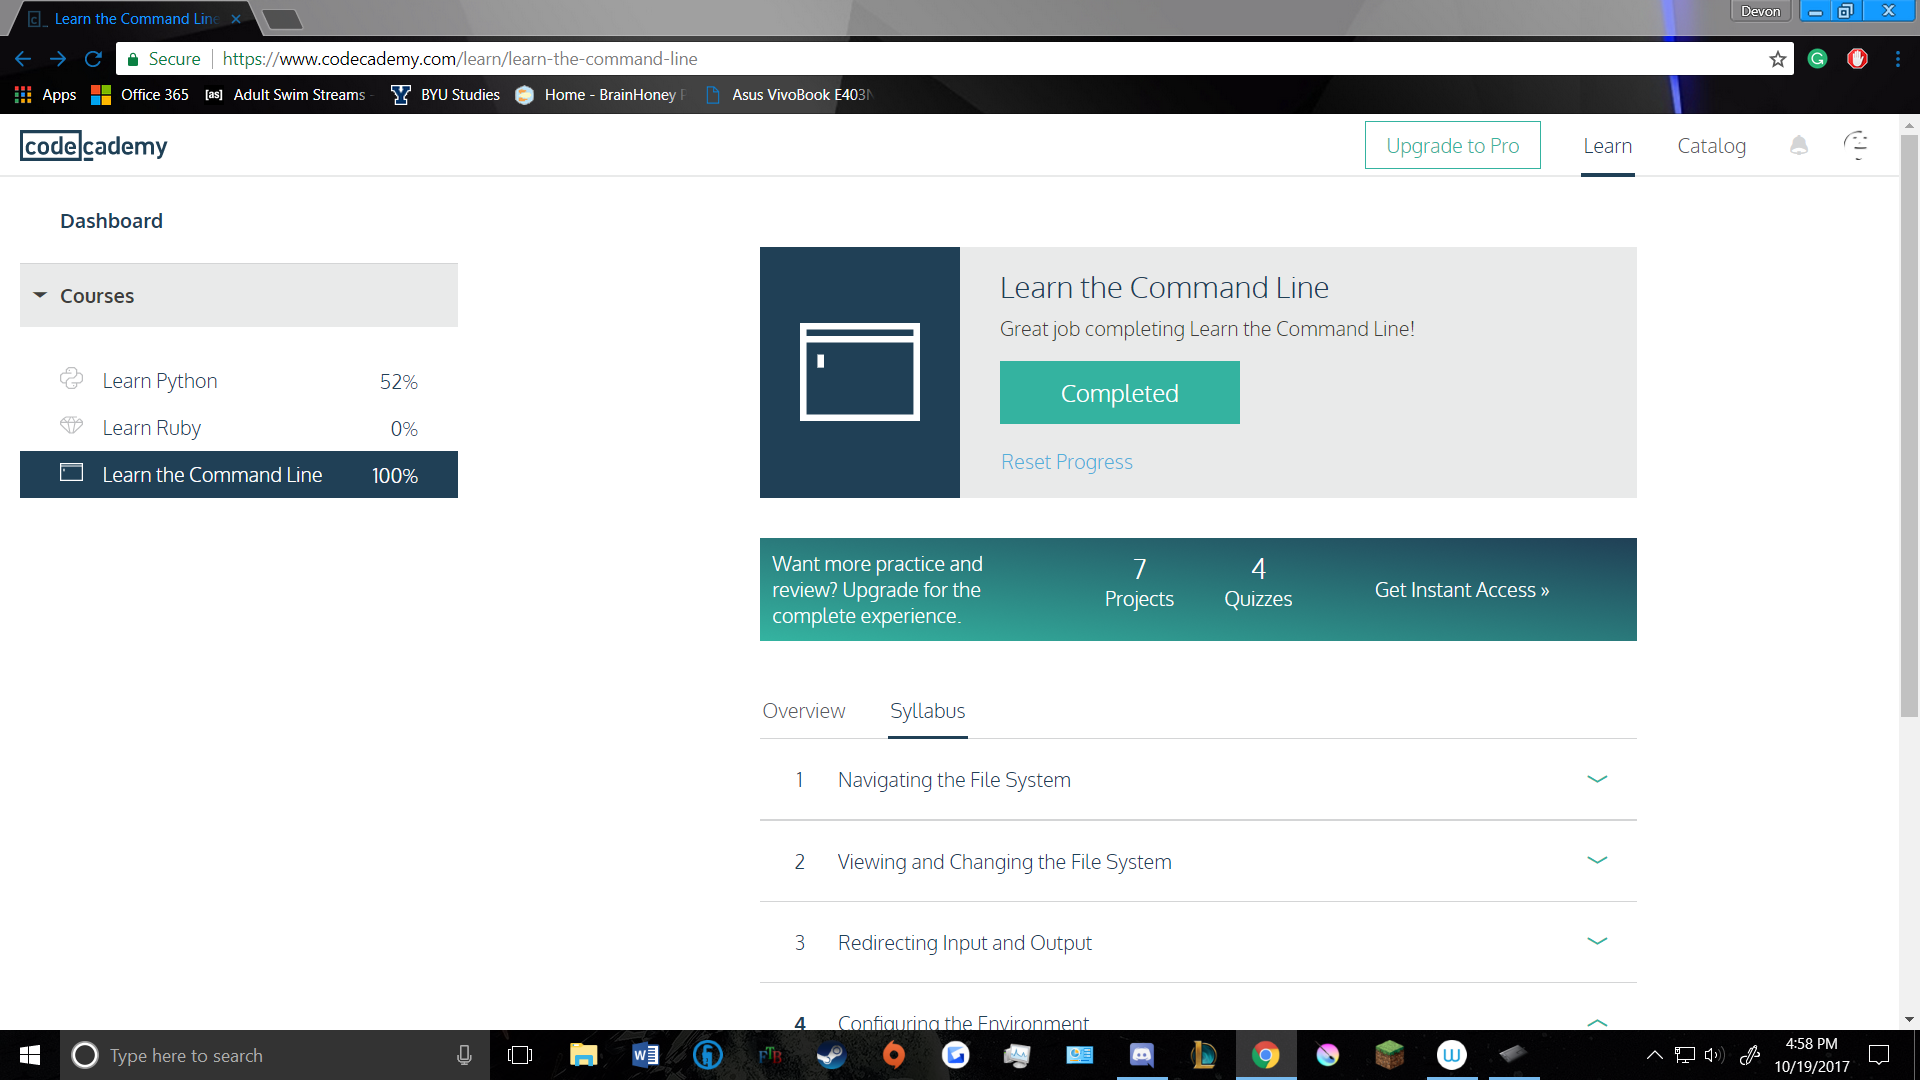 Learn the Command Line
Devon
Secure
https://www.codecademy.com/learn/learn-the-command-line
Apps
Office 365
[as] Adult Swim Streams
BYU Studies
Home - BrainHoney
Asus VivoBook E403
codecademy
Upgrade to Pro
Learn
Catalog
Dashboard
Courses
Learn Python 52%
Learn Ruby 0%
Learn the Command Line 100%
Learn the Command Line
Great job completing Learn the Command Line!
Completed
Reset Progress
Want more practice and
review? Upgrade for the
complete experience.
7
Projects
4
Quizzes
Get Instant Access »
Overview
Syllabus
1 Navigating the File System
2 Viewing and Changing the File System
3 Redirecting Input and Output
4 Configuring the Environment
Type here to search
FTB
4:58 PM
10/19/2017